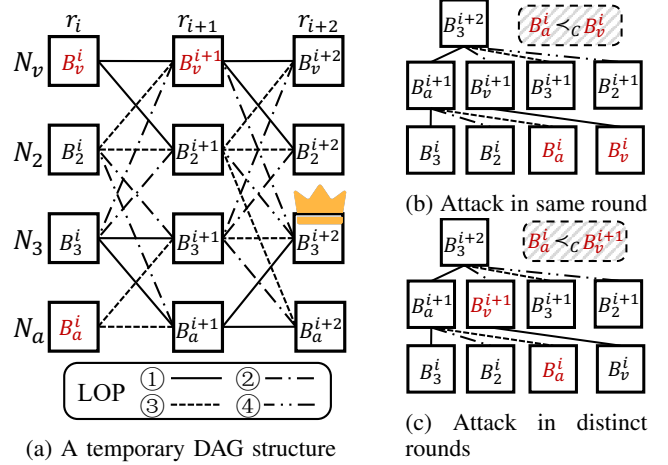 r_i r_{i+1} r_{i+2}
N_v B_v^i B_v^{i+1} B_v^{i+2}
N_2 B_2^i B_2^{i+1} B_2^{i+2}
N_3 B_3^i B_3^{i+1} B_3^{i+2}
N_a B_a^i B_a^{i+1} B_a^{i+2}
LOP ① ②
③ ④
(a) A temporary DAG structure
B_3^{i+2} B_a^i ≺_C B_v^i
B_a^{i+1} B_v^{i+1} B_3^{i+1} B_2^{i+1}
B_3^i B_2^i B_a^i B_v^i
(b) Attack in same round
B_3^{i+2} B_a^i ≺_C B_v^{i+1}
B_a^{i+1} B_v^{i+1} B_3^{i+1} B_2^{i+1}
B_3^i B_2^i B_a^i B_v^i
(c) Attack in distinct
rounds